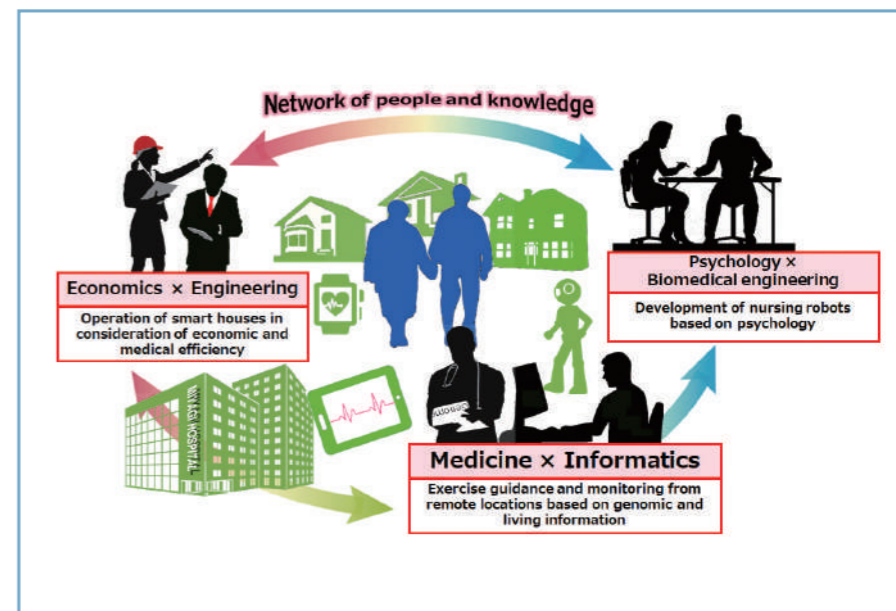 Network of people and knowledge
Economics × Engineering
Operation of smart houses in
consideration of economic and
medical efficiency
Psychology ×
Biomedical engineering
Development of nursing robots
based on psychology
HOSPITAL
Medicine × Informatics
Exercise guidance and monitoring from
remote locations based on genomic and
living information